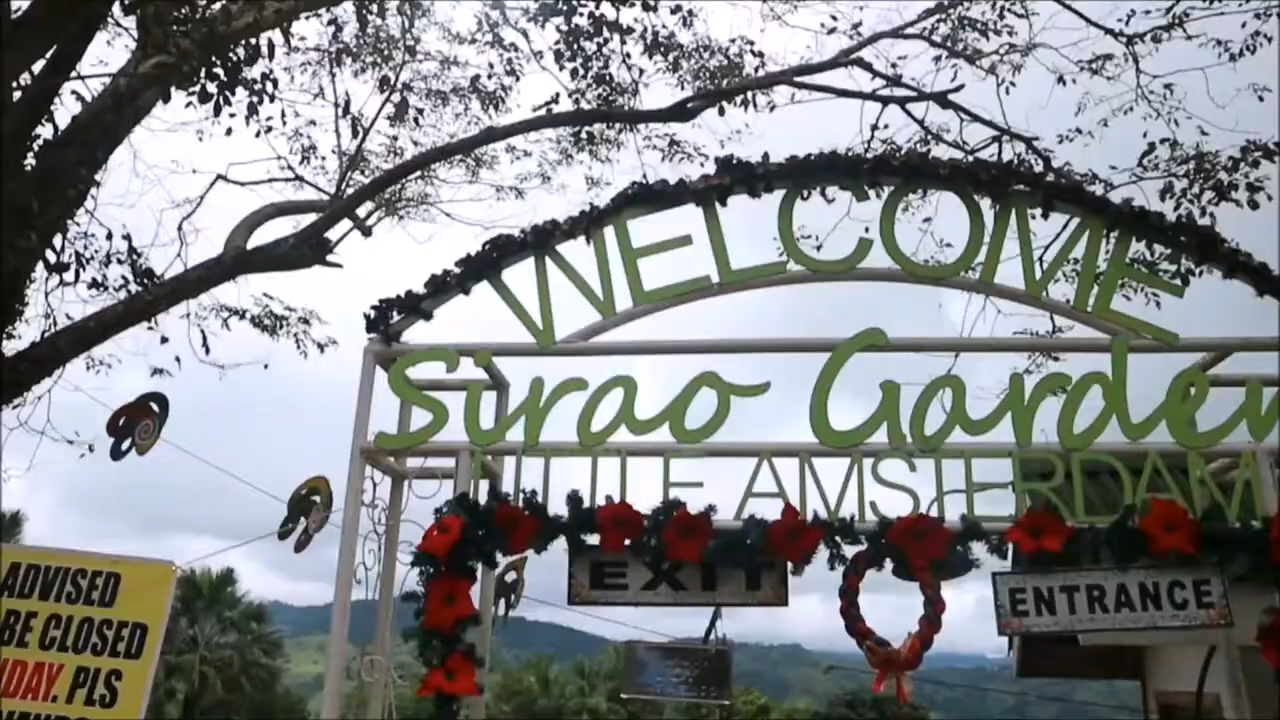 WELCOME
Sirao Garden
LITTLE AMSTERDAM
EXIT
ENTRANCE
ADVISED
BE CLOSED
DAY. PLS